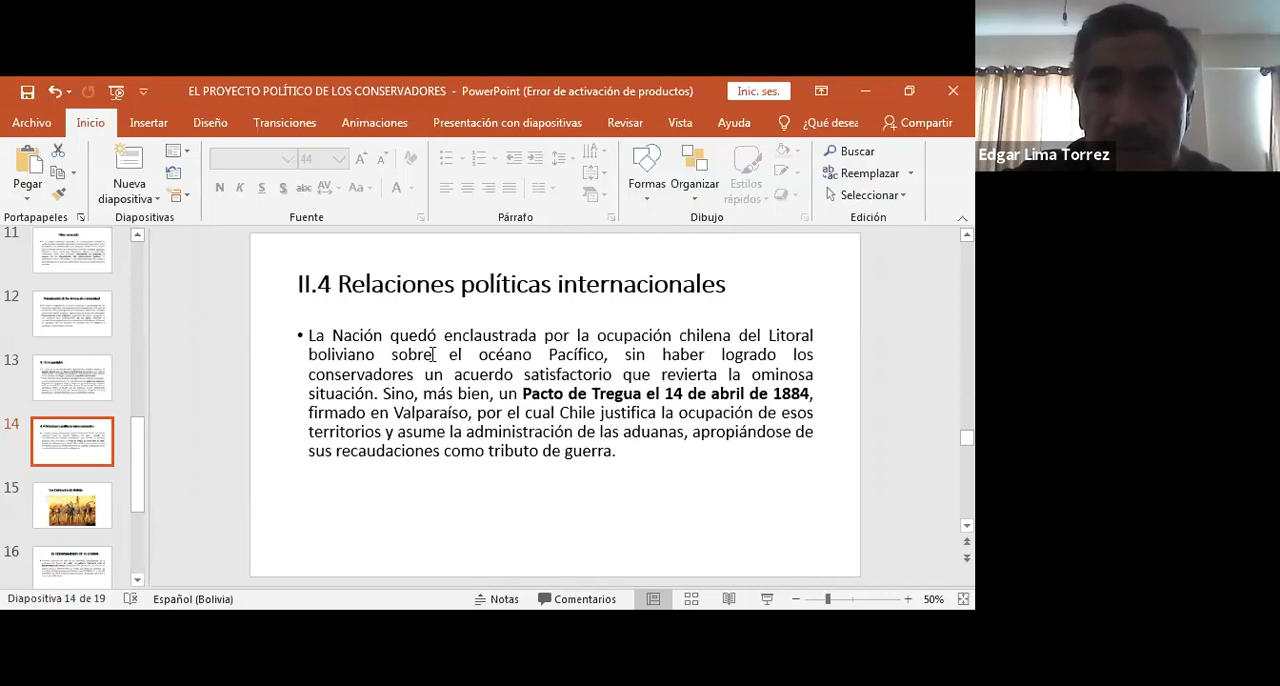 EL PROYECTO POLÍTICO DE LOS CONSERVADORES - PowerPoint (Error de activación de productos)
Inic. ses.
Archivo Inicio Insertar Diseño Transiciones Animaciones Presentación con diapositivas Revisar Vista Ayuda ¿Qué desea Compartir
Pegar
Nueva diapositiva
44
N K S S abc AV Aa A
Formas Organizar Estilos rápidos
Buscar
Reemplazar
Seleccionar
Portapapeles Diapositivas Fuente Párrafo Dibujo Edición
Edgar Lima Torrez
11
12
13
14
15
16
II.4 Relaciones políticas internacionales
• La Nación quedó enclaustrada por la ocupación chilena del Litoral
boliviano sobre el océano Pacífico, sin haber logrado los
conservadores un acuerdo satisfactorio que revierta la ominosa
situación. Sino, más bien, un Pacto de Tregua el 14 de abril de 1884,
firmado en Valparaíso, por el cual Chile justifica la ocupación de esos
territorios y asume la administración de las aduanas, apropiándose de
sus recaudaciones como tributo de guerra.
Diapositiva 14 de 19 Español (Bolivia) Notas Comentarios 50%